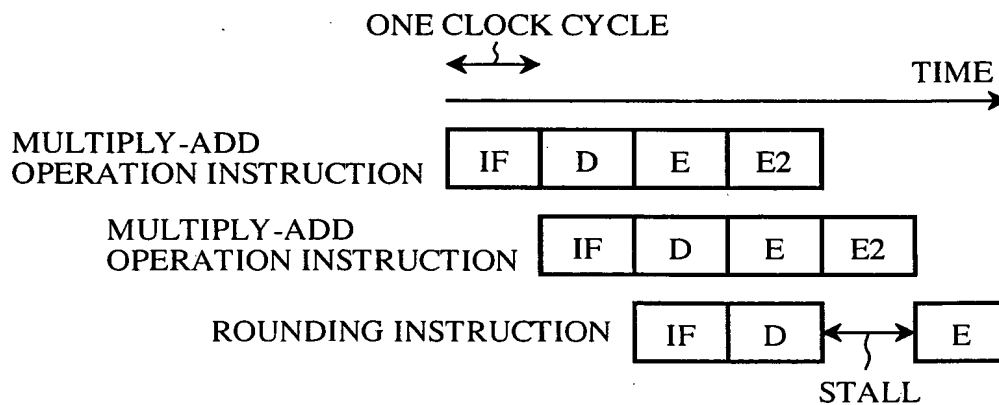 ONE CLOCK CYCLE
TIME
MULTIPLY-ADD
OPERATION INSTRUCTION
IF D E E2
MULTIPLY-ADD
OPERATION INSTRUCTION
IF D E E2
ROUNDING INSTRUCTION
IF D E
STALL